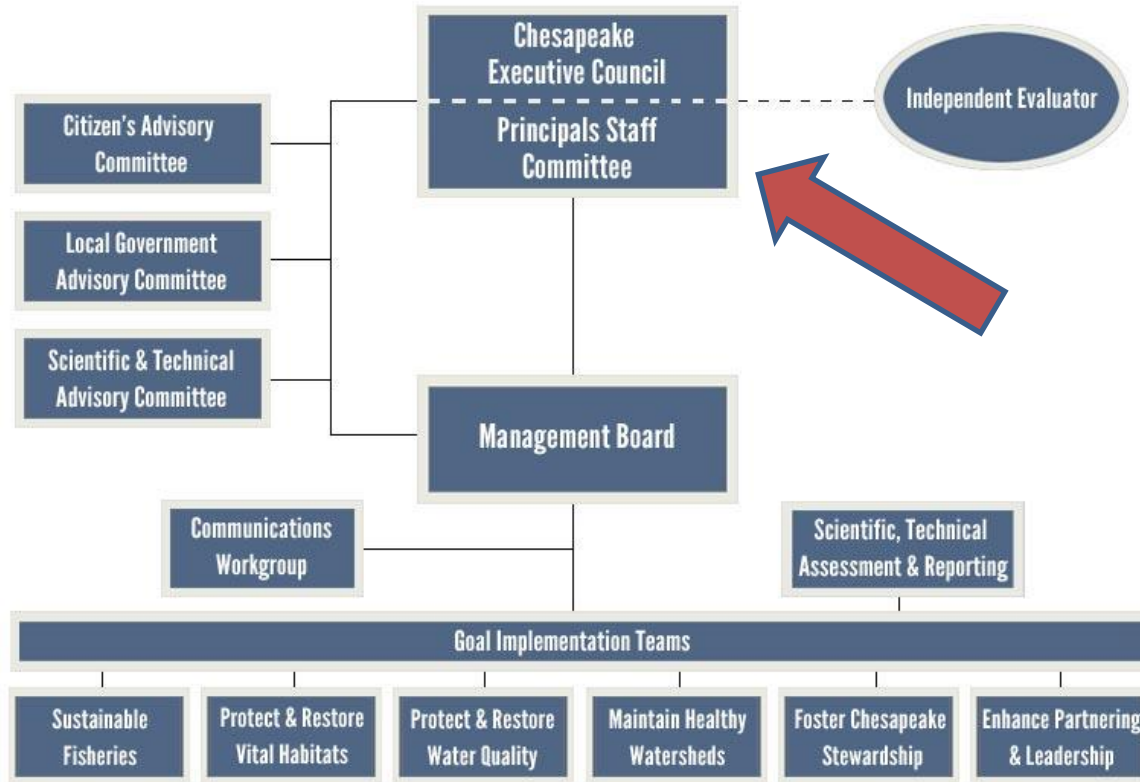 Chesapeake
Executive Council
Principals Staff
Committee
Independent Evaluator
Citizen's Advisory
Committee
Local Government
Advisory Committee
Scientific & Technical
Advisory Committee
Management Board
Communications
Workgroup
Scientific, Technical
Assessment & Reporting
Goal Implementation Teams
Sustainable
Fisheries
Protect & Restore
Vital Habitats
Protect & Restore
Water Quality
Maintain Healthy
Watersheds
Foster Chesapeake
Stewardship
Enhance Partnering
& Leadership